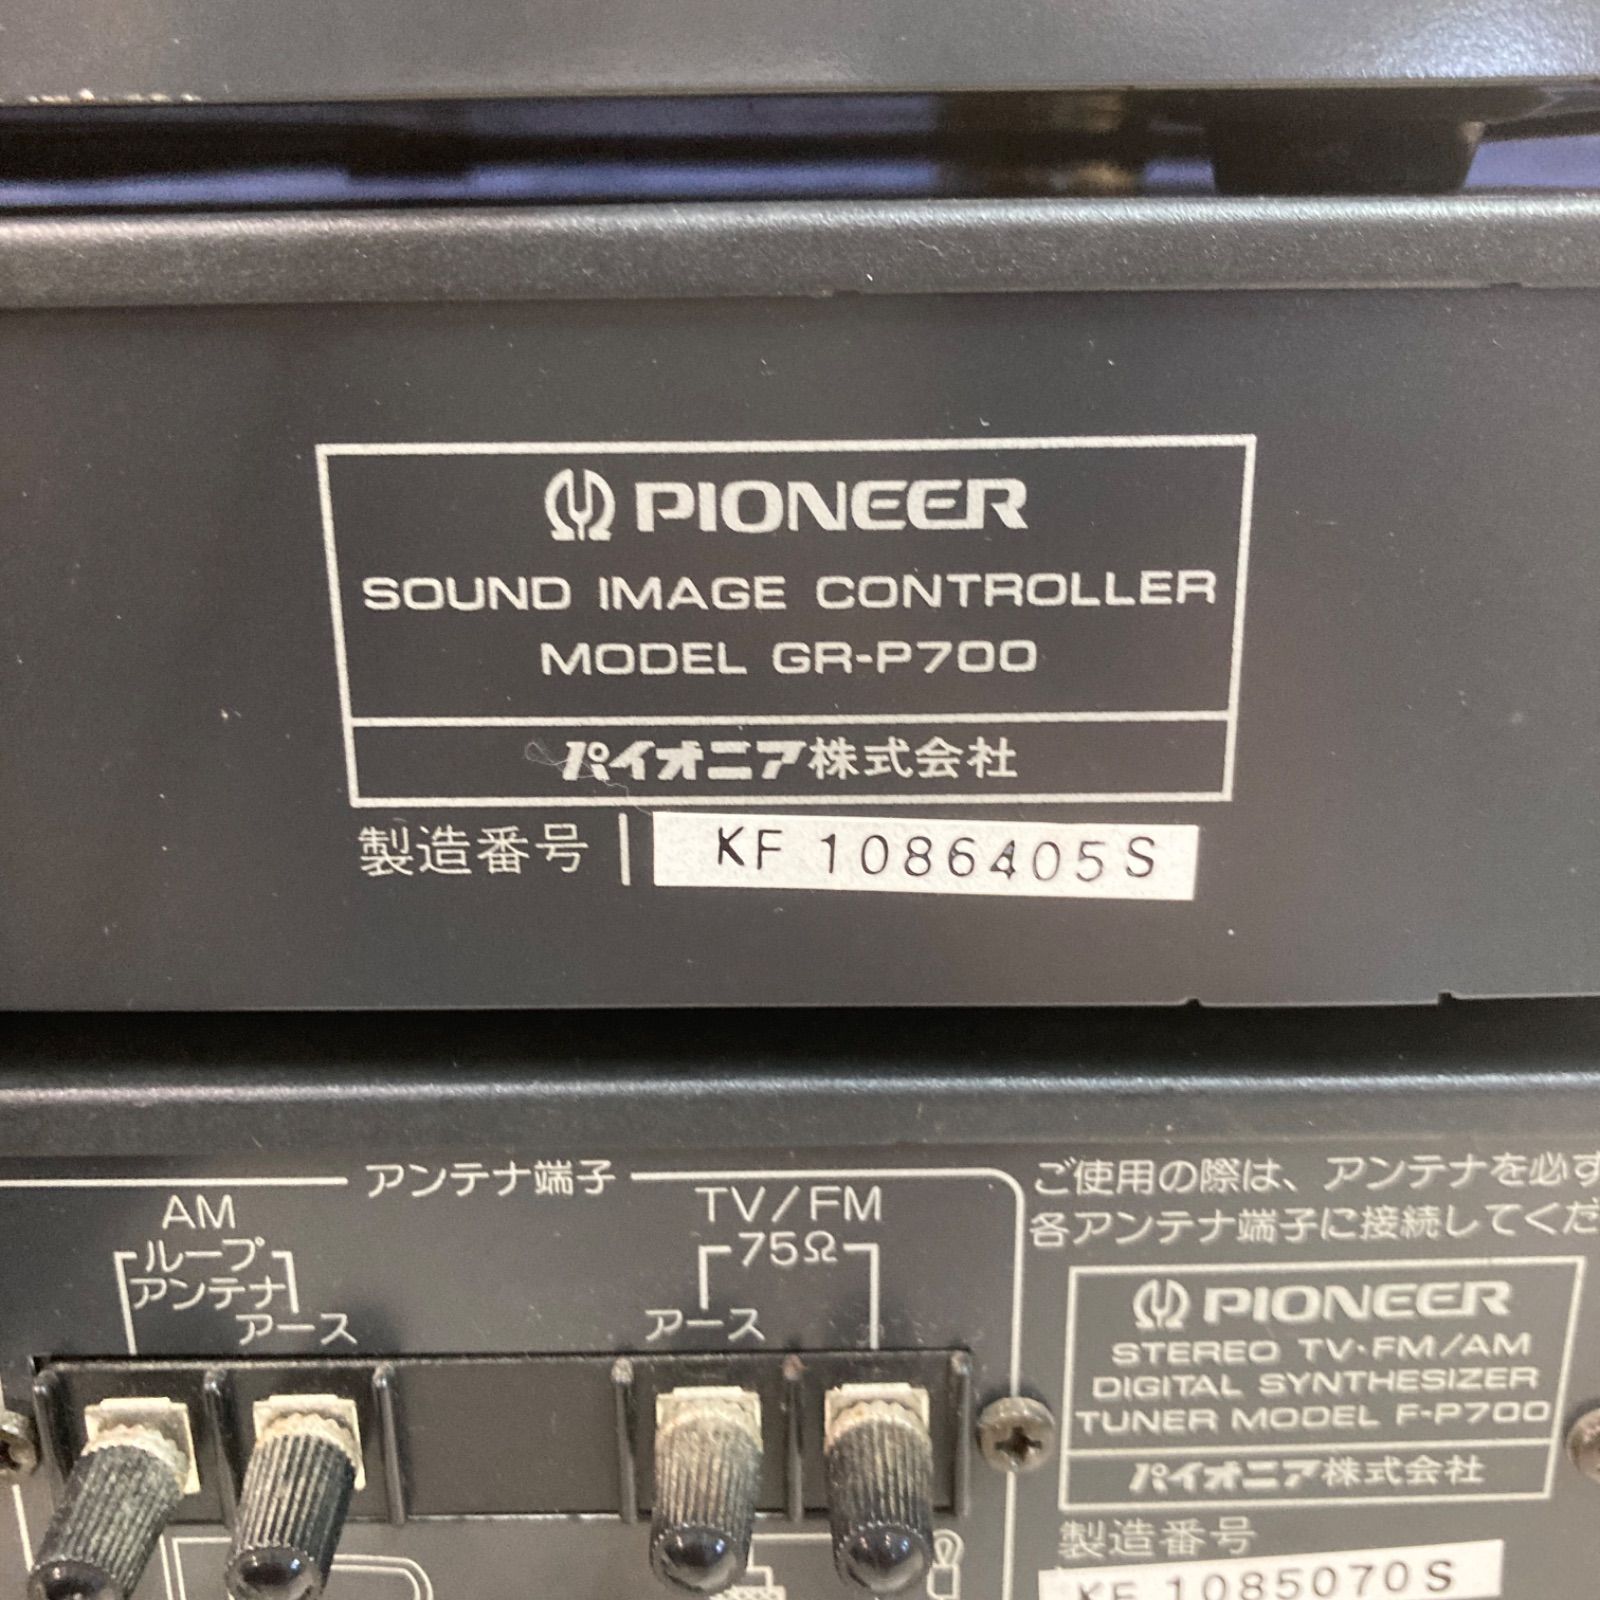 PIONEER
SOUND IMAGE CONTROLLER
MODEL GR-P700
パイオニア株式会社
製造番号 KF 1086405S
アンテナ端子
AM
ループ
アンテナ
アース
TV/FM
75Ω
アース
ご使用の際は、アンテナを必ず
各アンテナ端子に接続してくだ
PIONEER
STEREO TV·FM/AM
DIGITAL SYNTHESIZER
TUNER MODEL F-P700
パイオニア株式会社
製造番号
KF 1085070S